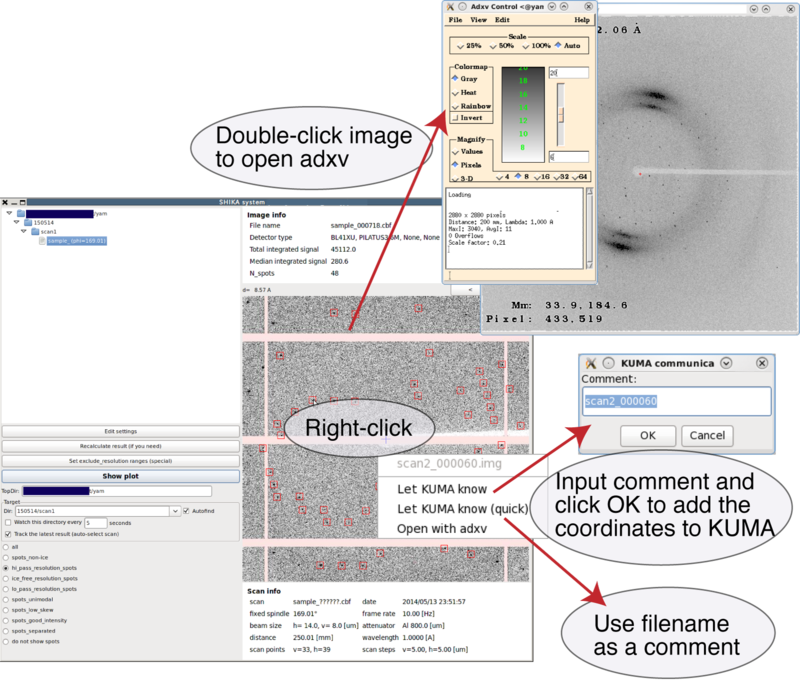 Adxv Control <@yan
File View Edit Help
Scale
25% 50% 100% Auto
Colormap
Gray
Heat
Rainbow
Invert
20
18
16
14
12
10
8
20
6
Magnify
Values
Pixels
3-D
4 8 16 32 64
Loading
2880 x 2880 pixels
Distance: 200 mm, Lambda: 1,000 A
MaxI: 3040, Avg: 11
0 Overflows
Scale factor: 0,21
2.06 Å
Mm: 33.9,184.6
Pixel: 433,519
Double-click image
to open adxv
SHIKA system
/yam
150514
scan1
sample_ (phi=169.01)
Image info
File name sample_000718.cbf
Detector type BL41XU, PILATUS3 6M, None, None
Total integrated signal 45112.0
Median integrated signal 280.6
N_spots 48
d= 8.57 A
<
Right-click
scan2_000060.img
Let KUMA know
Let KUMA know (quick)
Open with adxv
KUMA communica
Comment:
scan2_000060
OK Cancel
Input comment and
click OK to add the
coordinates to KUMA
Use filename
as a comment
Edit settings
Recalculate result (if you need)
Set exclude_resolution ranges (special)
Show plot
TopDir: /yam
Target
Dir: 150514/scan1 Autofind
Watch this directory every 5 seconds
Track the latest result (auto-select scan)
all
spots_non-ice
hi_pass_resolution_spots
ice_free_resolution_spots
lo_pass_resolution_spots
spots_unimodal
spots_low_skew
spots_good_intensity
spots_separated
do not show spots
Scan info
scan sample_??????.cbf date 2014/05/13 23:51:57
fixed spindle 169.01° frame rate 10.00 [Hz]
beam size h= 14.0, v= 8.0 [um] attenuator Al 800.0 [um]
distance 250.01 [mm] wavelength 1.0000 [A]
scan points v=33, h=39 scan steps v=5.00, h=5.00 [um]